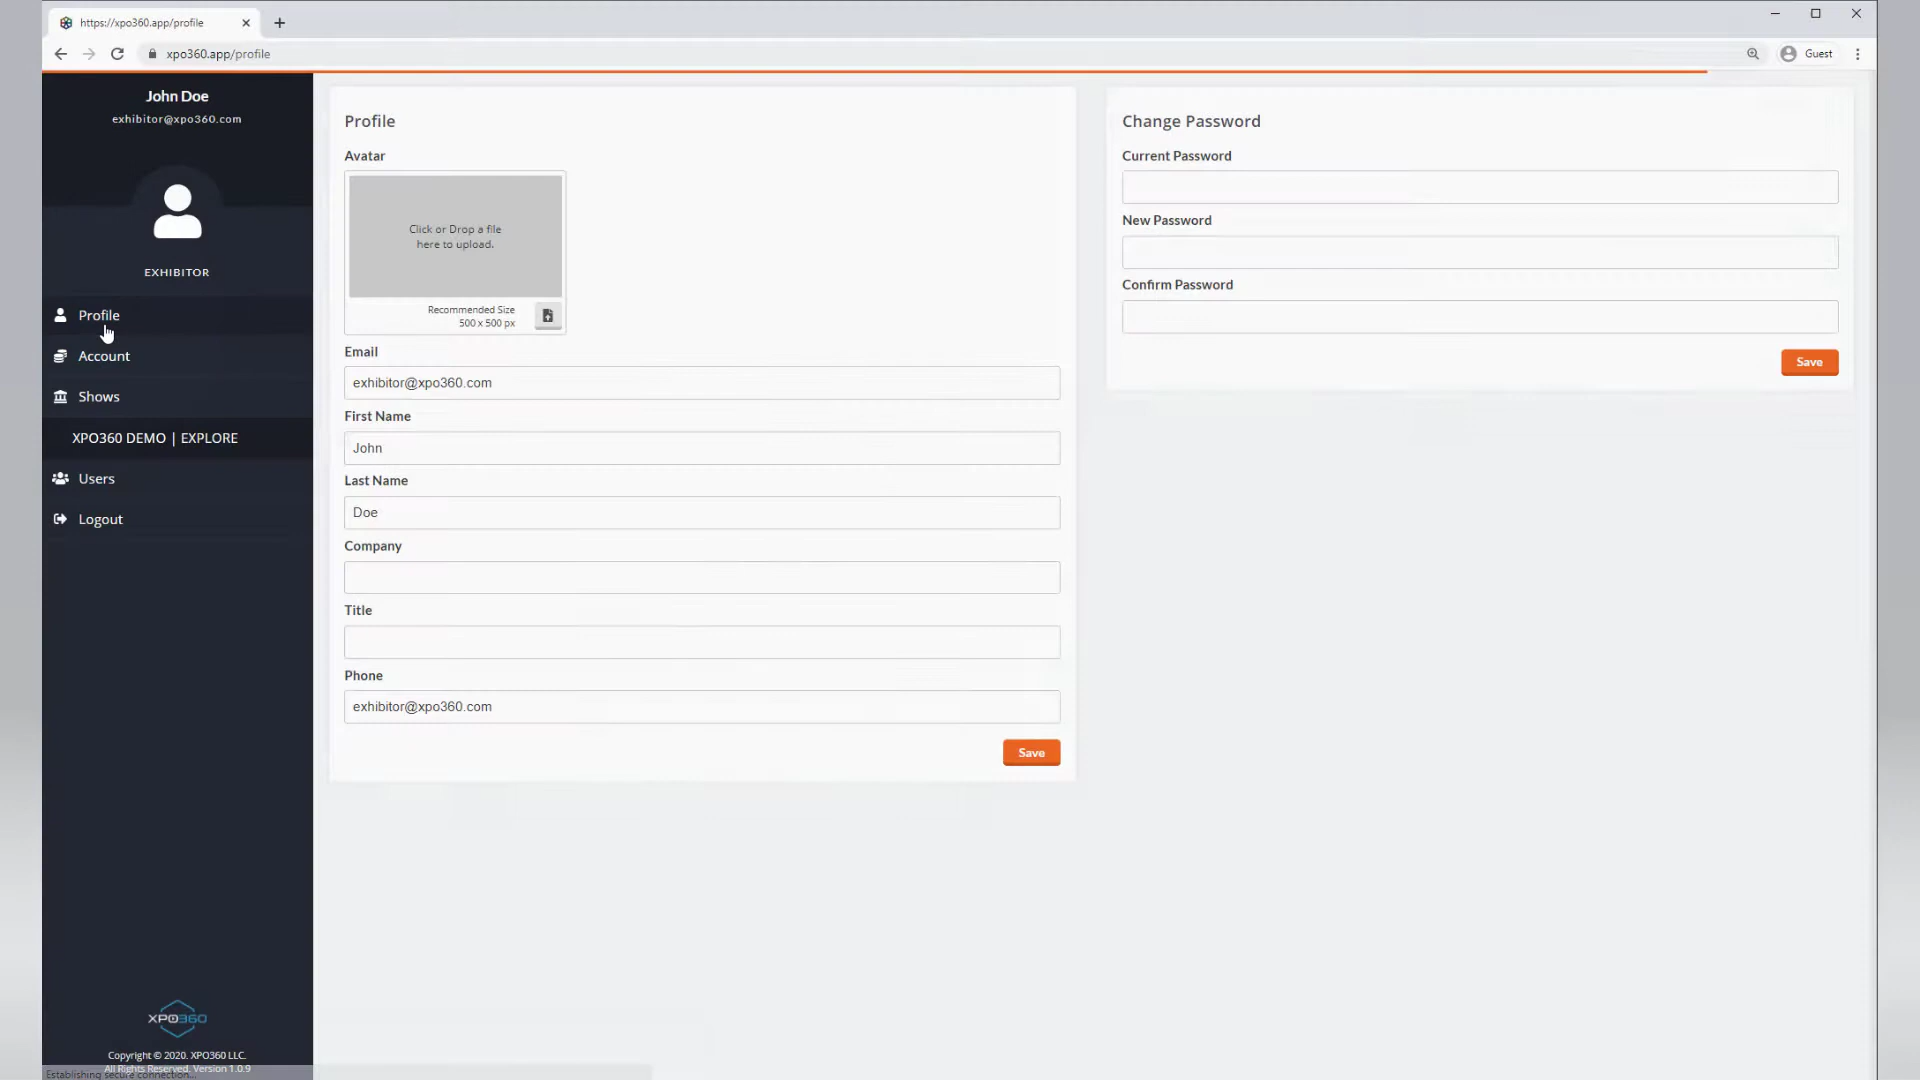 https://xpo360.app/profile
xpo360.app/profile
Guest
John Doe
exhibitor@xpo360.com
EXHIBITOR
Profile
Account
Shows
XPO360 DEMO | EXPLORE
Users
Logout
XPO360
Copyright © 2020. XPO360 LLC.
All Rights Reserved. Version 1.0.9
Establishing secure connection...
Profile
Avatar
Click or Drop a file
here to upload.
Recommended Size
500 x 500 px
Email
exhibitor@xpo360.com
First Name
John
Last Name
Doe
Company
Title
Phone
exhibitor@xpo360.com
Save
Change Password
Current Password
New Password
Confirm Password
Save